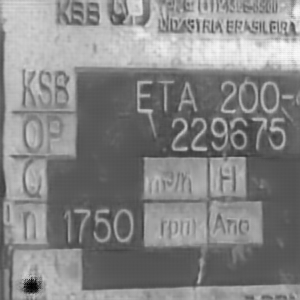 KSB
INDÚSTRIA BRASILEIRA
KSB ETA 200-
OP 229675
Q m³/h H
n 1750 rpm Ano